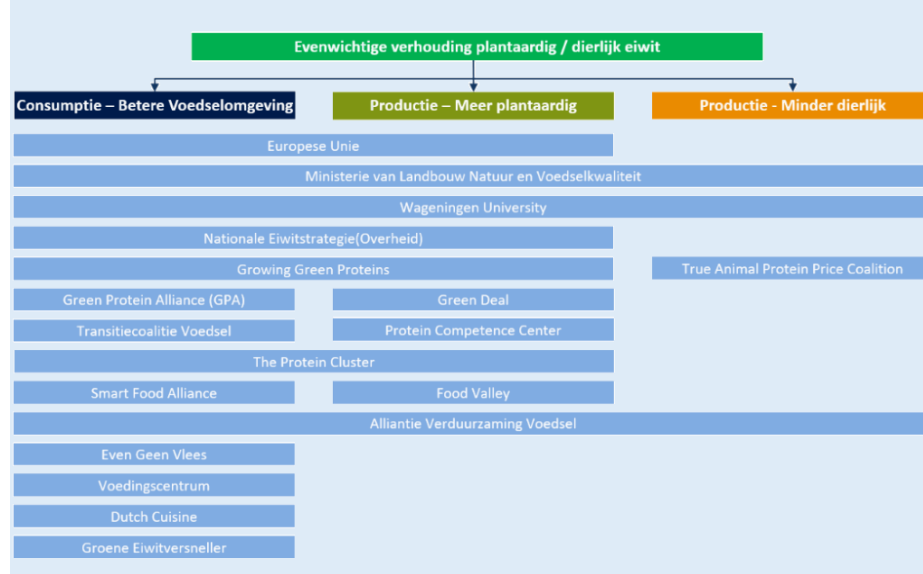 Evenwichtige verhouding plantaardig / dierlijk eiwit
Consumptie – Betere Voedselomgeving
Productie – Meer plantaardig
Productie - Minder dierlijk
Europese Unie
Ministerie van Landbouw Natuur en Voedselkwaliteit
Wageningen University
Nationale Eiwitstrategie(Overheid)
Growing Green Proteins
True Animal Protein Price Coalition
Green Protein Alliance (GPA)
Green Deal
Transitiecoalitie Voedsel
Protein Competence Center
The Protein Cluster
Smart Food Alliance
Food Valley
Alliantie Verduurzaming Voedsel
Even Geen Vlees
Voedingscentrum
Dutch Cuisine
Groene Eiwitversneller